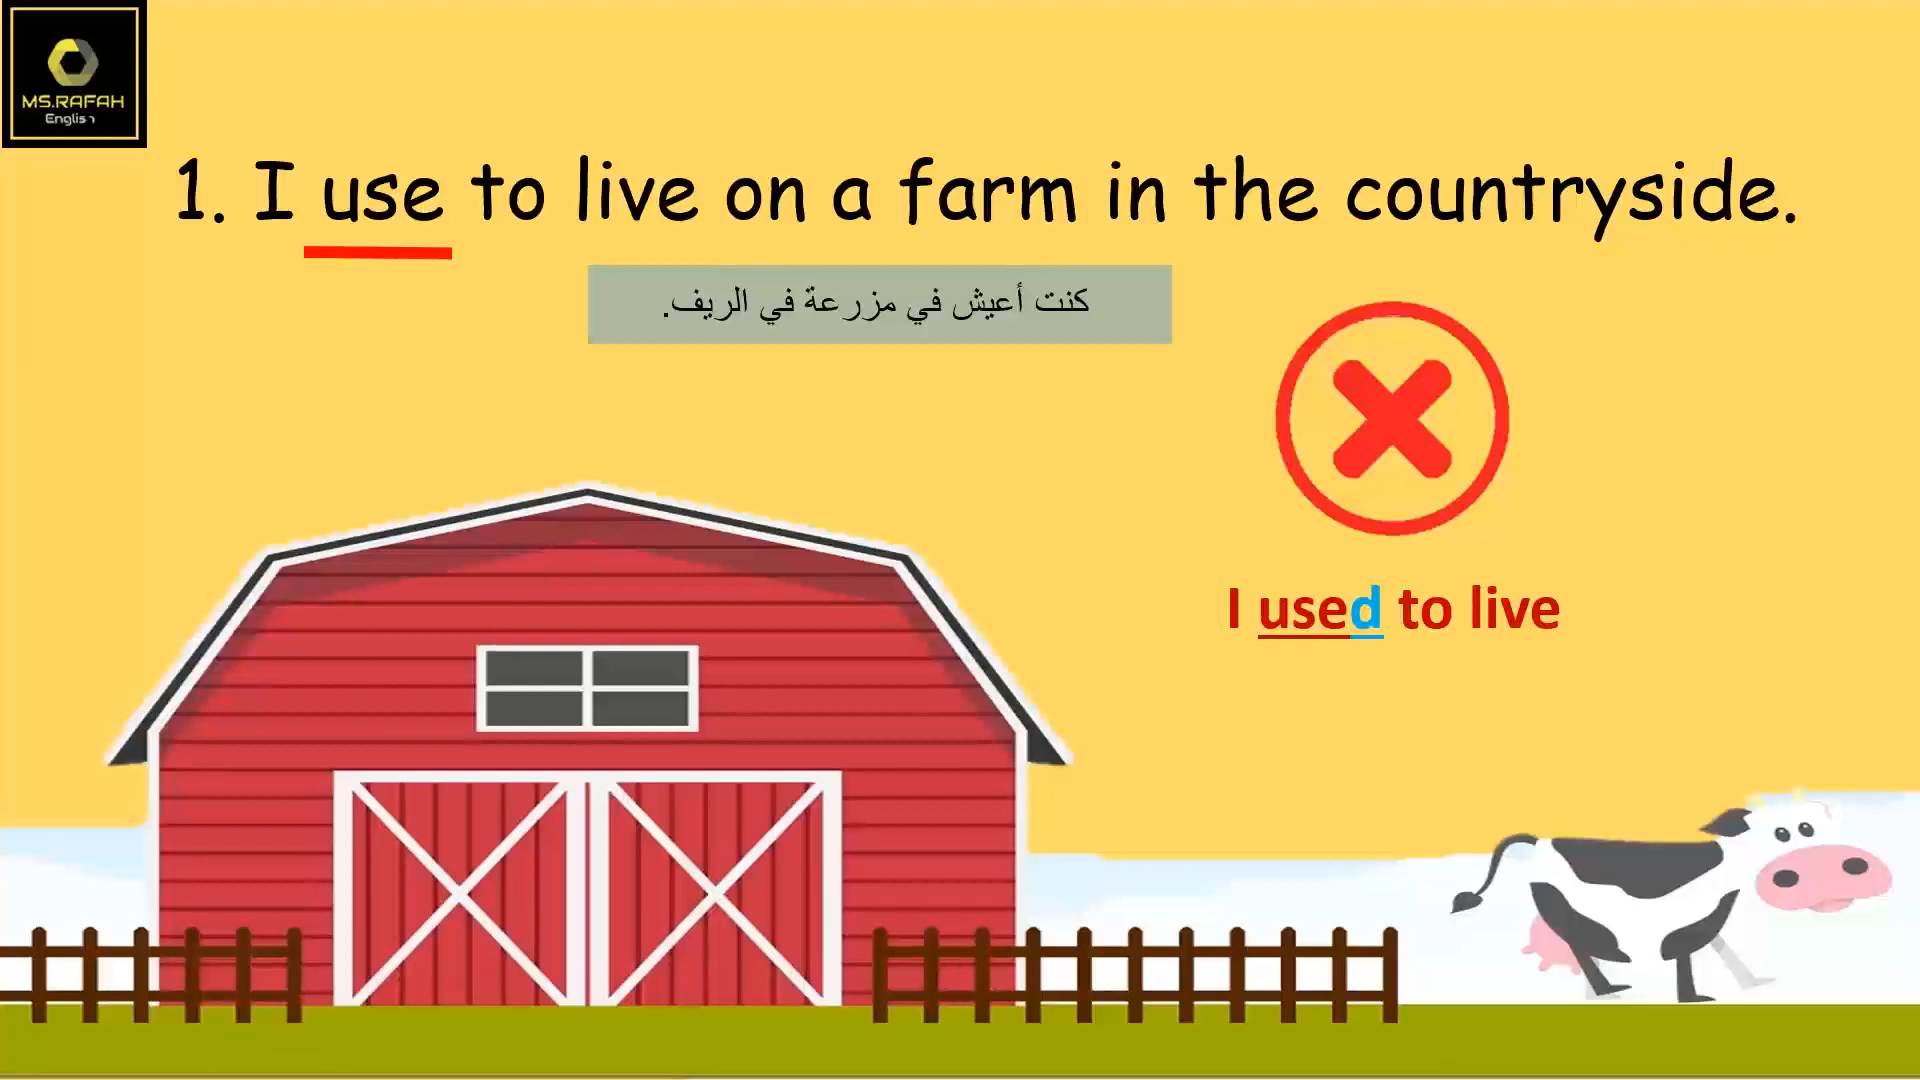 MS.RAFAH
English
1. I use to live on a farm in the countryside.
كنت أعيش في مزرعة في الريف.
I used to live